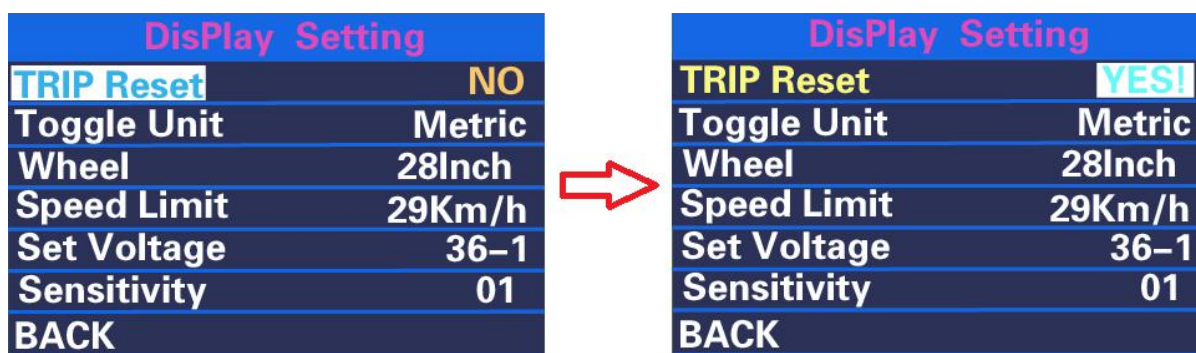 DisPlay Setting
TRIP Reset NO
Toggle Unit Metric
Wheel 28Inch
Speed Limit 29Km/h
Set Voltage 36–1
Sensitivity 01
BACK
DisPlay Setting
TRIP Reset YES!
Toggle Unit Metric
Wheel 28Inch
Speed Limit 29Km/h
Set Voltage 36–1
Sensitivity 01
BACK